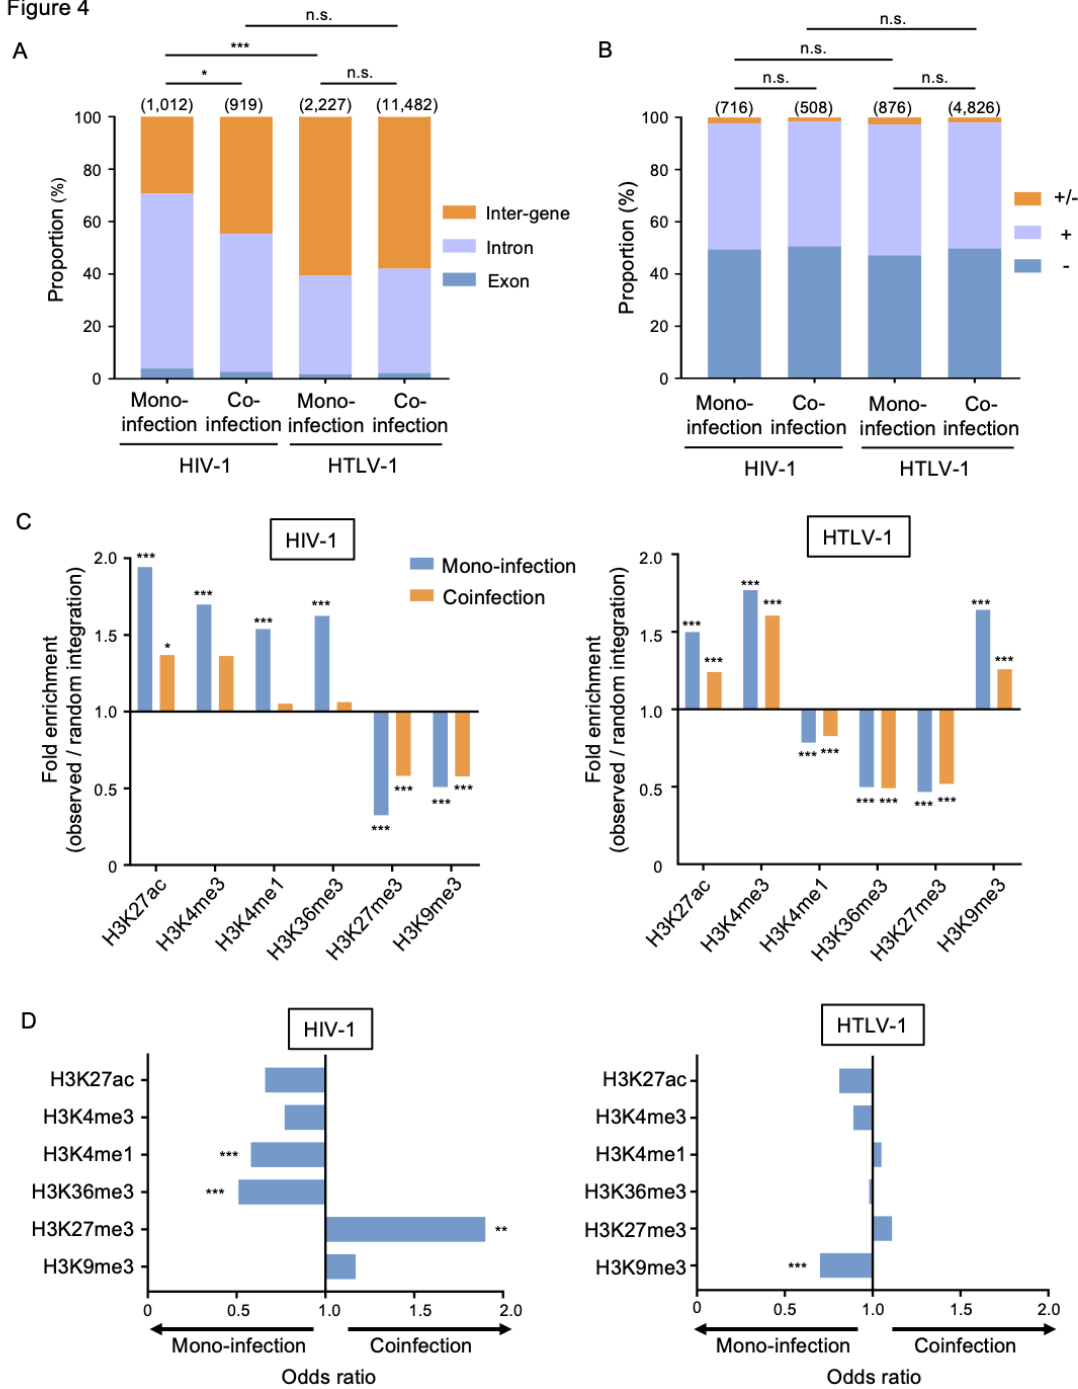 Figure 4
A
n.s.
***
*
n.s.
(1,012) (919) (2,227) (11,482)
100
80
60
40
20
0
Proportion (%)
Inter-gene
Intron
Exon
Mono-infection
Co-infection
Mono-infection
Co-infection
HIV-1
HTLV-1
B
n.s.
n.s.
n.s.
n.s.
(716) (508) (876) (4,826)
100
80
60
40
20
0
Proportion (%)
+/-
+
-
Mono-infection
Co-infection
Mono-infection
Co-infection
HIV-1
HTLV-1
C
HIV-1
Mono-infection
Coinfection
2.0
1.5
1.0
0.5
0
Fold enrichment
(observed / random integration)
***
*
***
***
***
***
***
***
***
H3K27ac
H3K4me3
H3K4me1
H3K36me3
H3K27me3
H3K9me3
HTLV-1
2.0
1.5
1.0
0.5
0
Fold enrichment
(observed / random integration)
***
***
***
***
***
***
***
***
***
***
***
***
H3K27ac
H3K4me3
H3K4me1
H3K36me3
H3K27me3
H3K9me3
D
HIV-1
H3K27ac
H3K4me3
H3K4me1
***
H3K36me3
***
H3K27me3
**
H3K9me3
0 0.5 1.0 1.5 2.0
Mono-infection Coinfection
Odds ratio
HTLV-1
H3K27ac
H3K4me3
H3K4me1
H3K36me3
H3K27me3
H3K9me3
***
0 0.5 1.0 1.5 2.0
Mono-infection Coinfection
Odds ratio